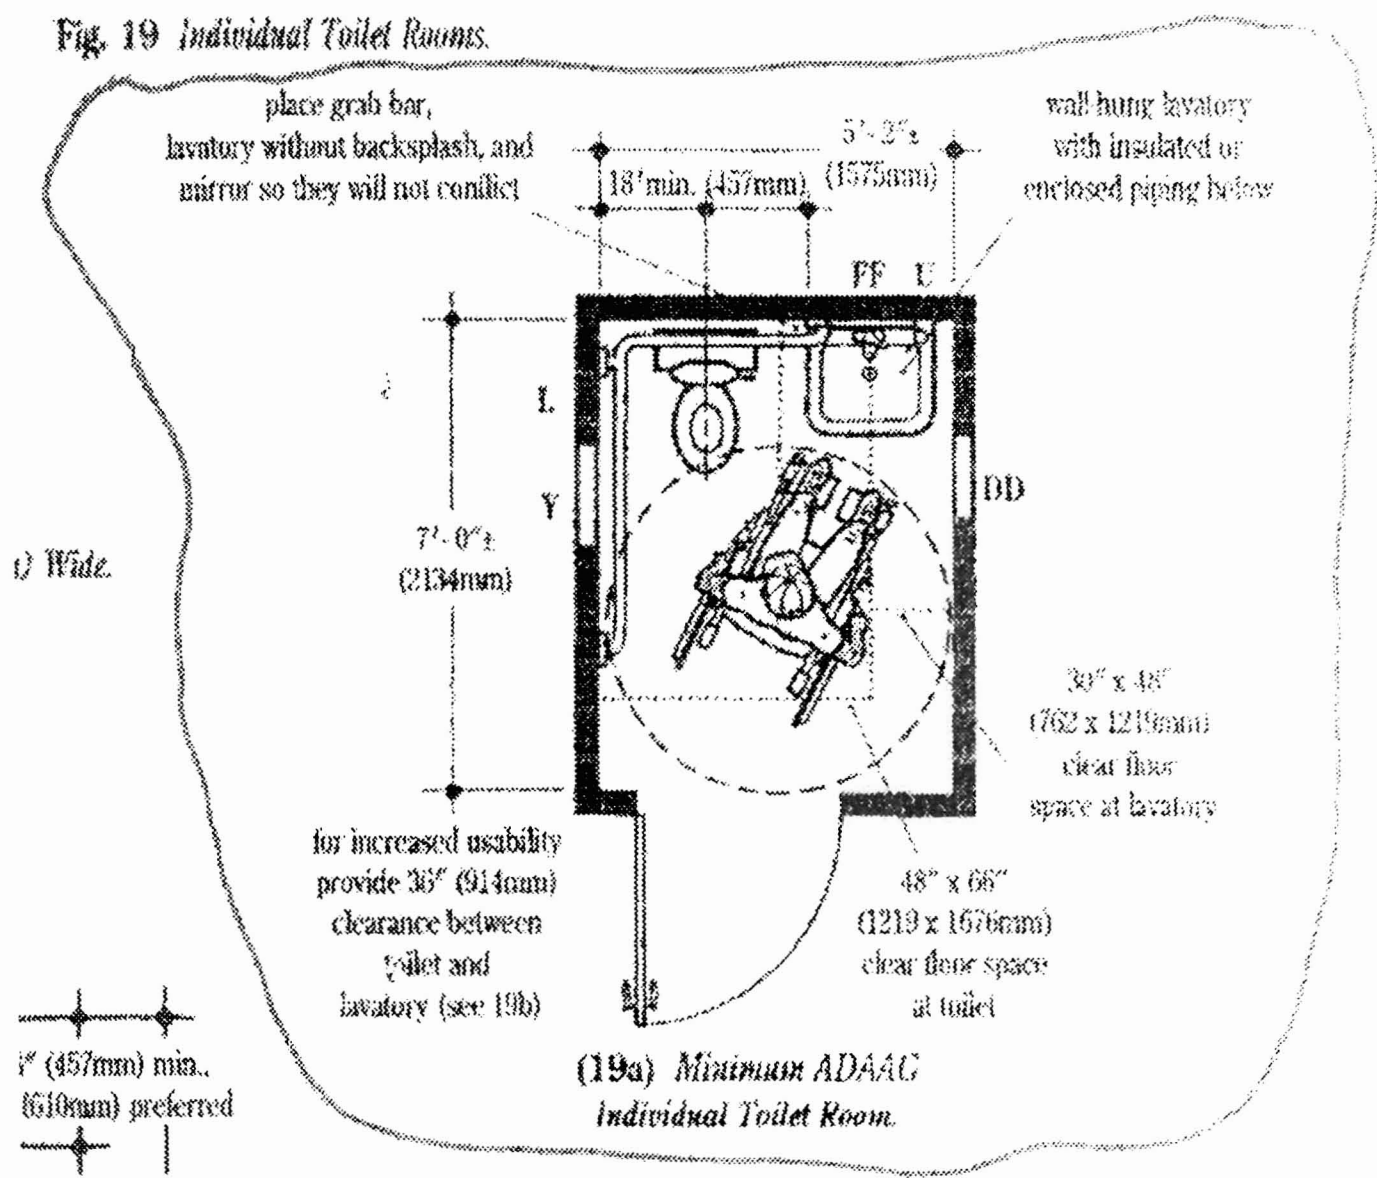 Fig. 19 Individual Toilet Rooms.
place grab bar,
lavatory without backsplash, and
mirror so they will not conflict
5'-2"±
(1575mm)
18" min. (457mm)
wall-hung lavatory
with insulated or
enclosed piping below
FF U
L
Y
DD
7'-0"±
(2134mm)
) Wide.
30" x 48"
(762 x 1219mm)
clear floor
space at lavatory
for increased usability
provide 36" (914mm)
clearance between
toilet and
lavatory (see 19b)
48" x 66"
(1219 x 1676mm)
clear floor space
at toilet
" (457mm) min.,
(610mm) preferred
(19a) Minimum ADAAG
Individual Toilet Room.